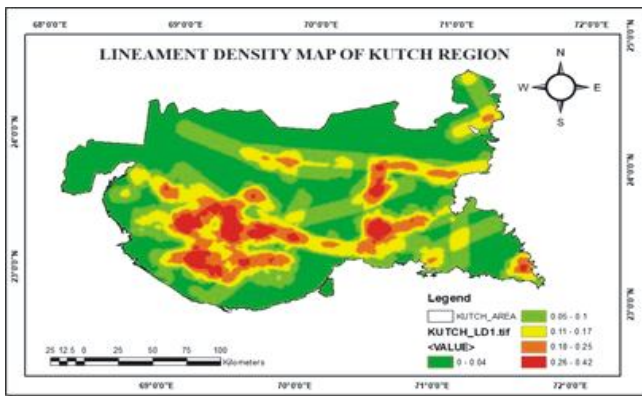 68°0'0"E 69°0'0"E 70°0'0"E 71°0'0"E 72°0'0"E
LINEAMENT DENSITY MAP OF KUTCH REGION
N
W E
S
24°0'0"N
24°0'0"N
23°0'0"N
23°0'0"N
Legend
KUTCH_AREA
KUTCH_LD1.tif
<VALUE>
0 - 0.04
0.05 - 0.1
0.11 - 0.17
0.18 - 0.25
0.26 - 0.42
25 12.5 0 25 50 75 100
Kilometers
69°0'0"E 70°0'0"E 71°0'0"E 72°0'0"E